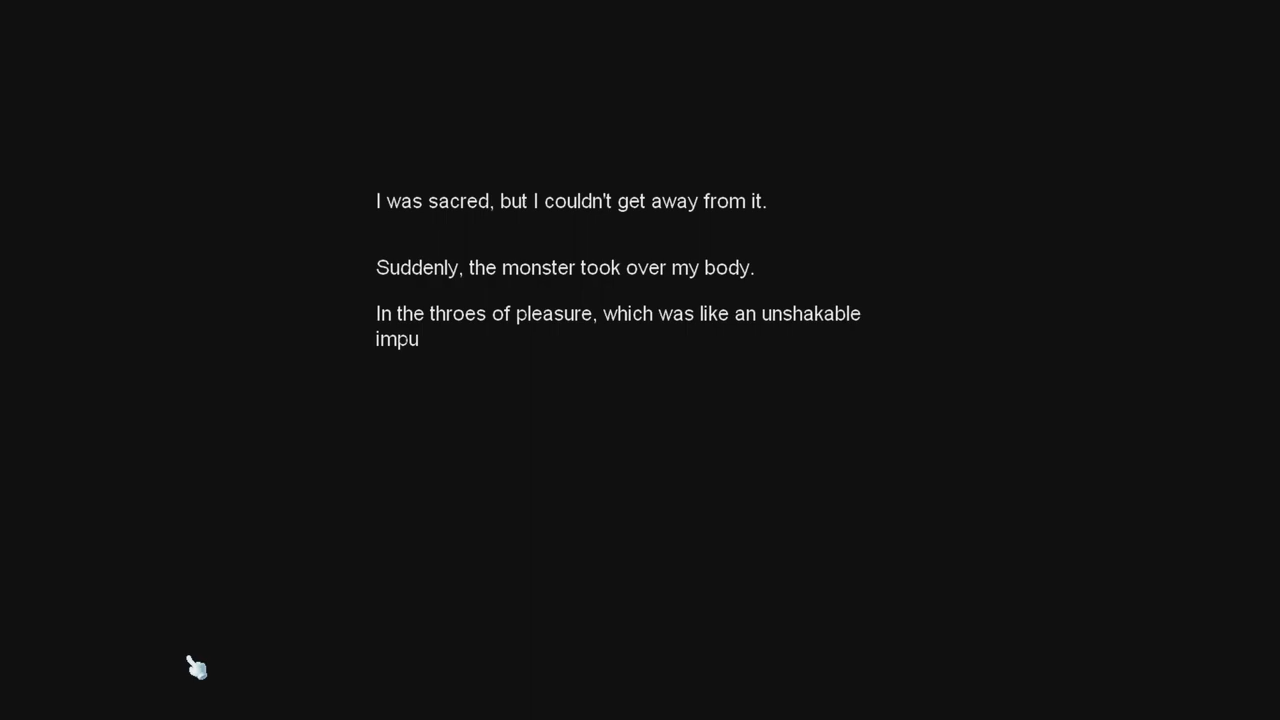 I was sacred, but I couldn't get away from it.
Suddenly, the monster took over my body.
In the throes of pleasure, which was like an unshakable
impu